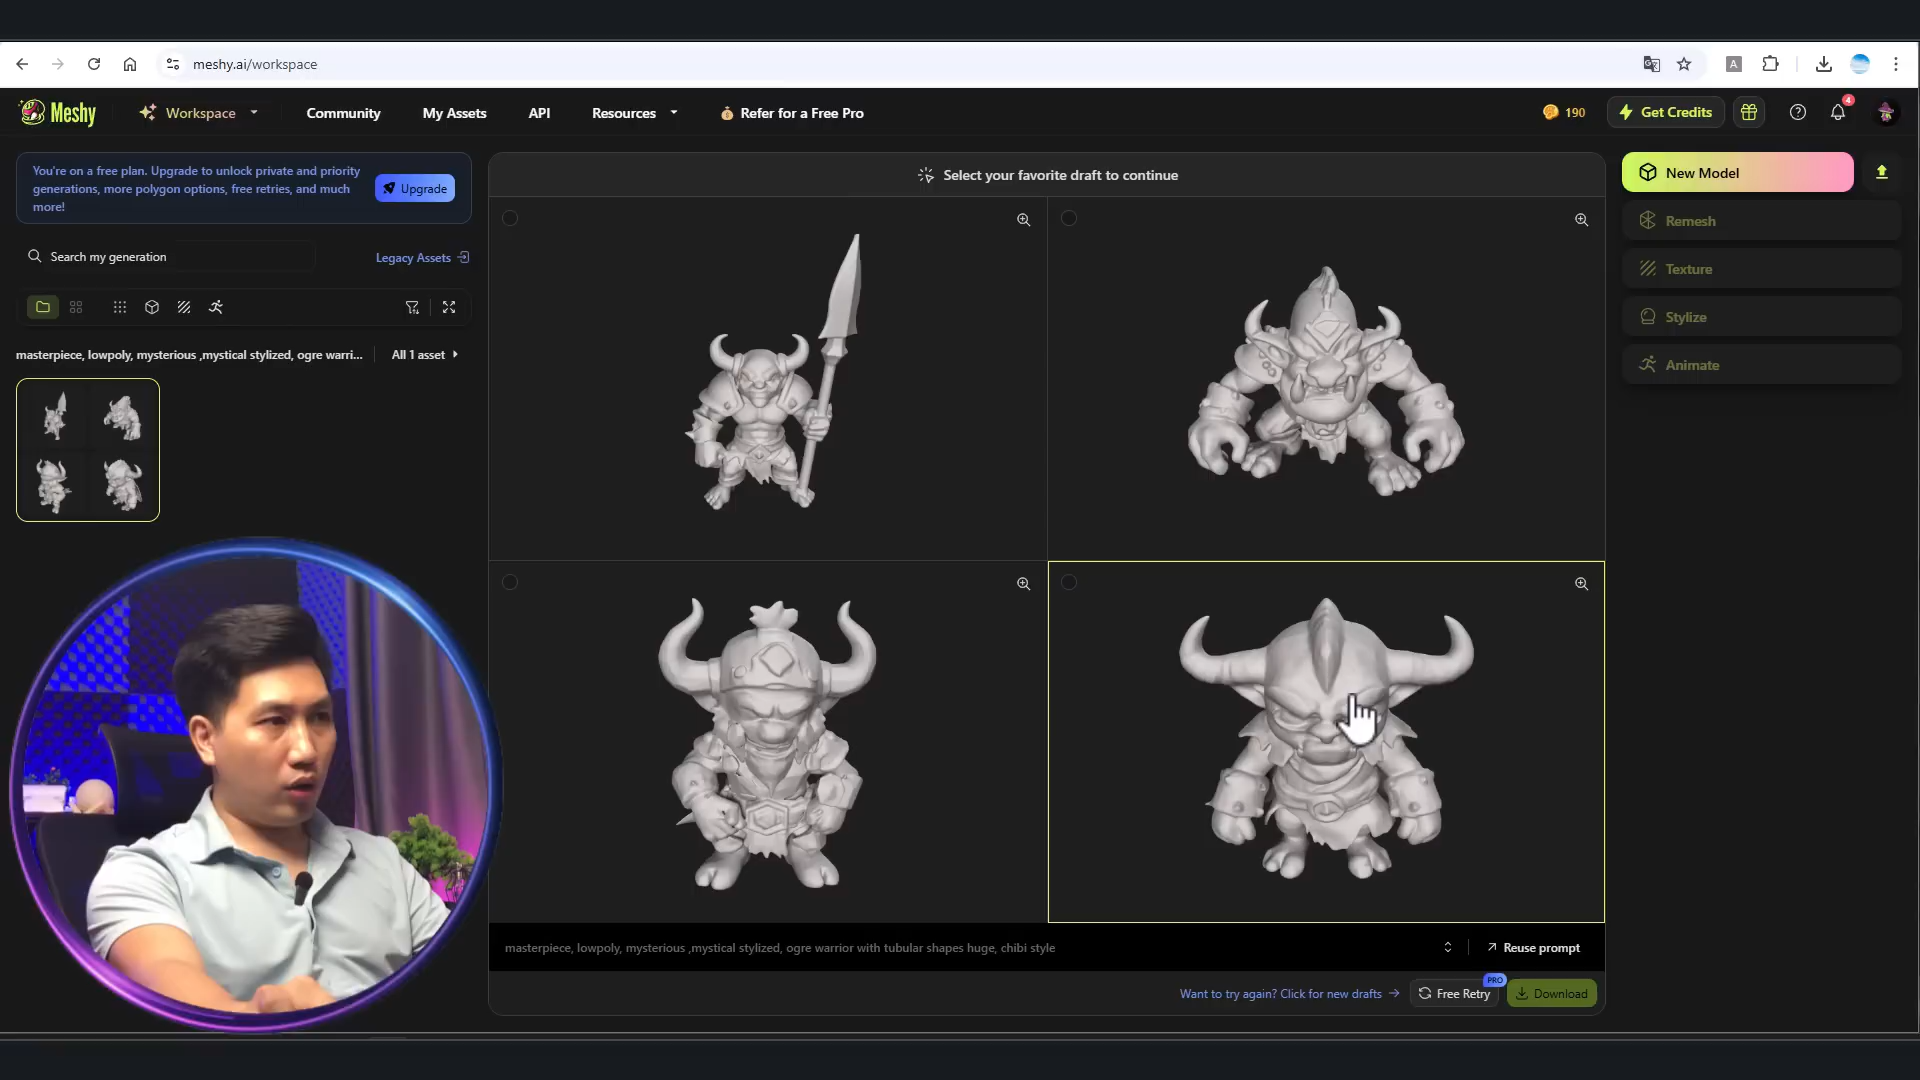 meshy.ai/workspace
A
Meshy
Workspace
Community
My Assets
API
Resources
Refer for a Free Pro
190
Get Credits
4
You're on a free plan. Upgrade to unlock private and priority
generations, more polygon options, free retries, and much
more!
Upgrade
Search my generation
Legacy Assets
masterpiece, lowpoly, mysterious ,mystical stylized, ogre warri...
All 1 asset
Select your favorite draft to continue
New Model
Remesh
Texture
Stylize
Animate
masterpiece, lowpoly, mysterious ,mystical stylized, ogre warrior with tubular shapes huge, chibi style
Reuse prompt
Want to try again? Click for new drafts
Free Retry
PRO
Download